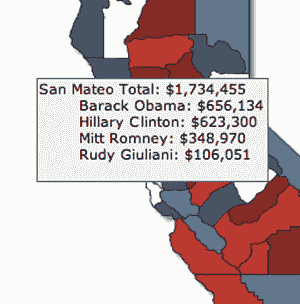 San Mateo Total: $1,734,455
Barack Obama: $656,134
Hillary Clinton: $623,300
Mitt Romney: $348,970
Rudy Giuliani: $106,051